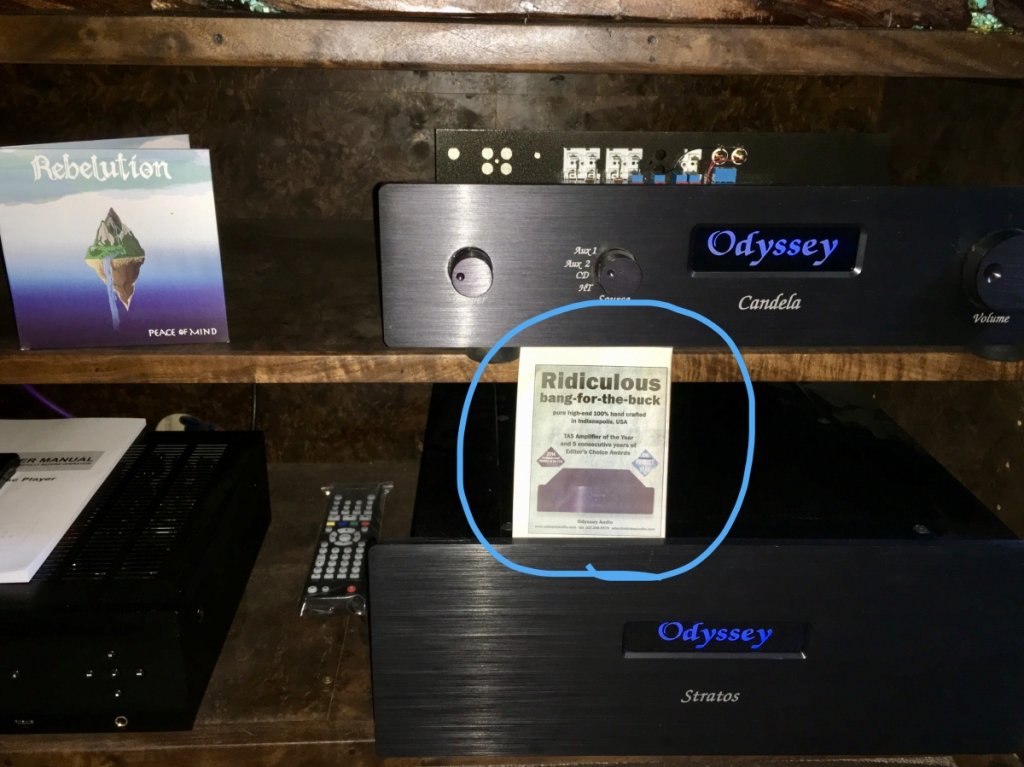 Rebelution
PEACE OF MIND
Aux 1
Aux 2
CD
HT
Source
Odyssey
Candela
Volume
Ridiculous
bang-for-the-buck
pure high-end 100% hand crafted
in Indianapolis, USA
TAS Amplifier of the Year
and 5 consecutive years of
Editor's Choice Awards
Odyssey Audio
ER MANUAL
Player
Odyssey
Stratos